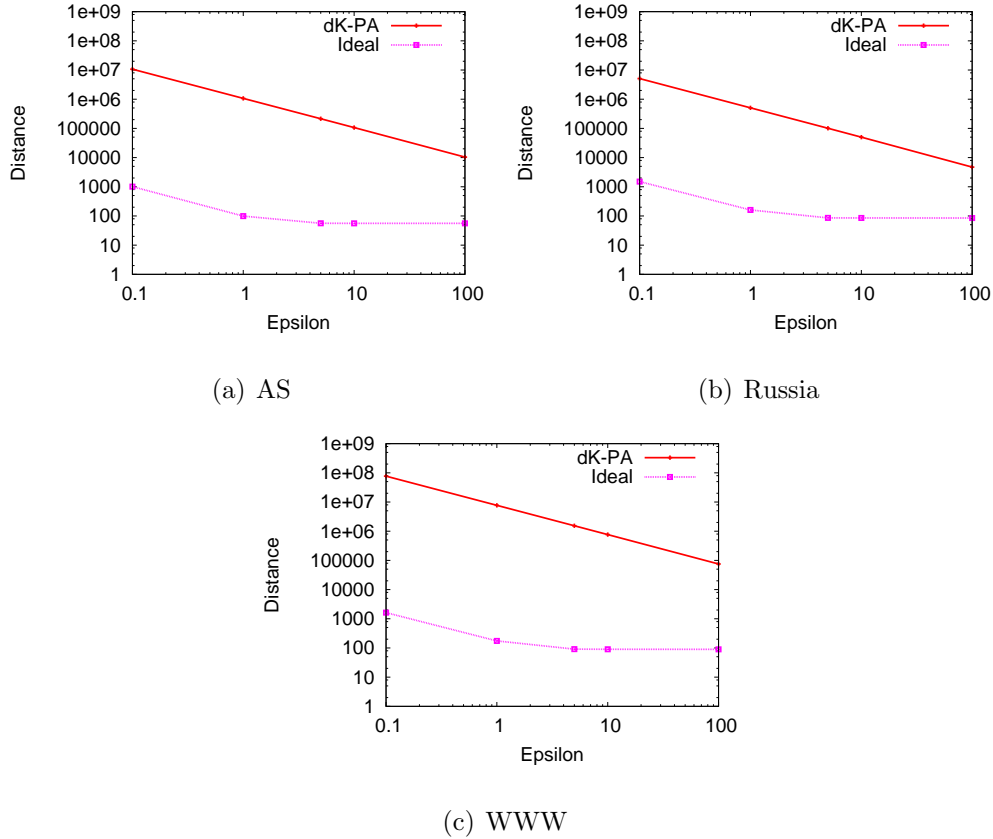 1e+09
1e+08
1e+07
1e+06
100000
10000
1000
100
10
1
0.1 1 10 100
Distance
Epsilon
dK-PA
Ideal
(a) AS
1e+09
1e+08
1e+07
1e+06
100000
10000
1000
100
10
1
0.1 1 10 100
Distance
Epsilon
dK-PA
Ideal
(b) Russia
1e+09
1e+08
1e+07
1e+06
100000
10000
1000
100
10
1
0.1 1 10 100
Distance
Epsilon
dK-PA
Ideal
(c) WWW